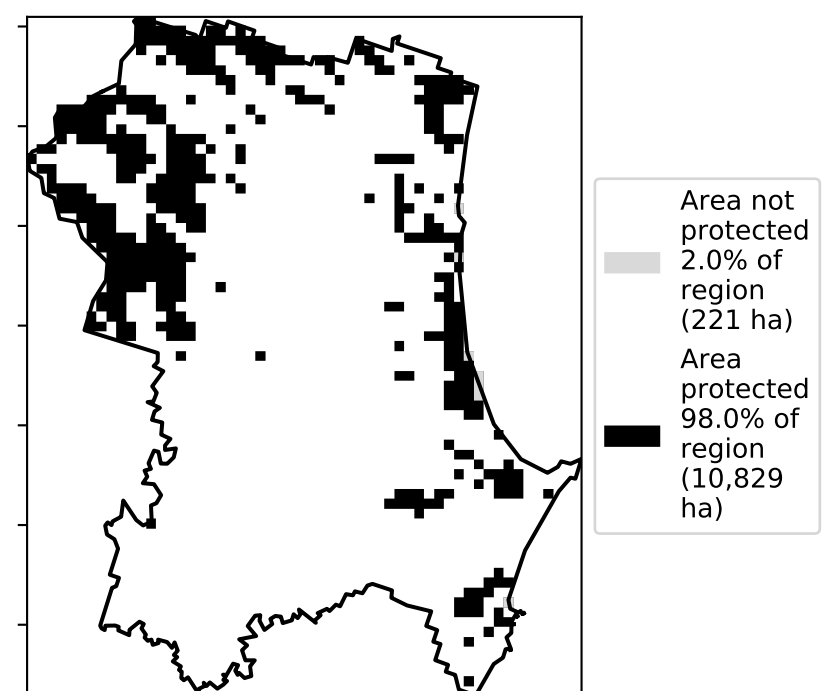 Area not
protected
2.0% of
region
(221 ha)
Area
protected
98.0% of
region
(10,829
ha)